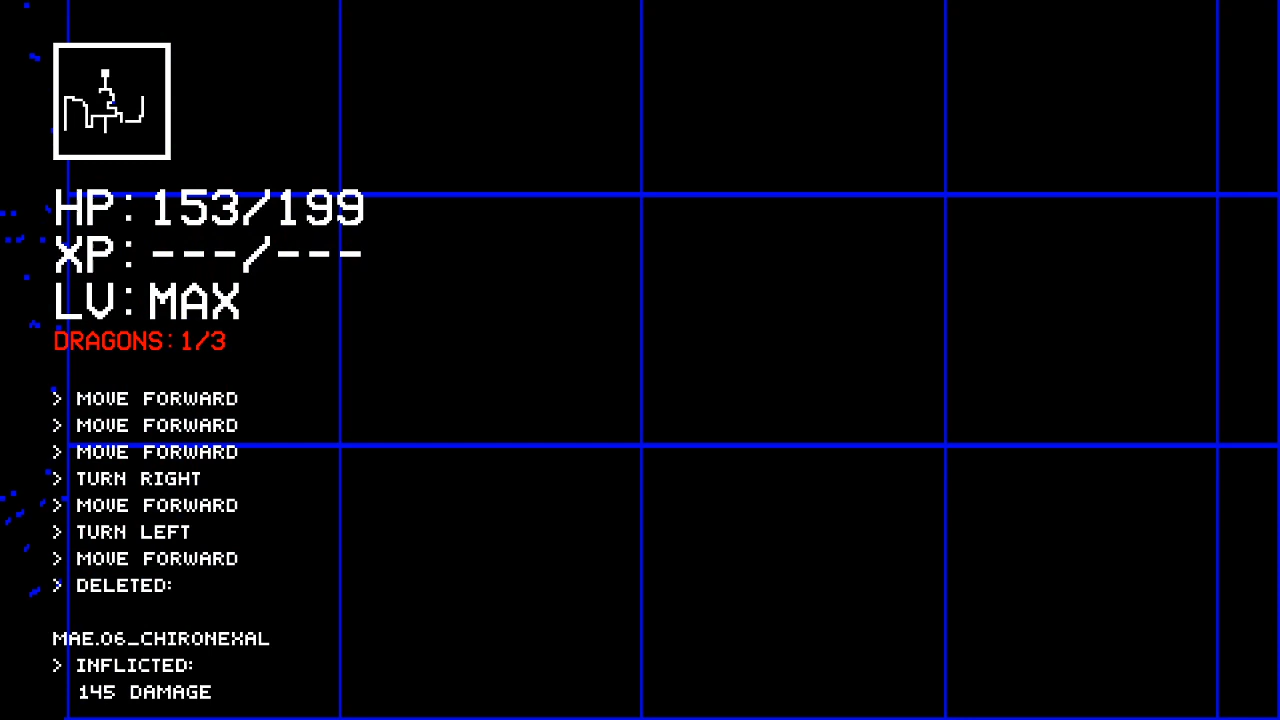 HP:153/199
XP:---/---
LV:MAX
DRAGONS:1/3
> MOVE FORWARD
> MOVE FORWARD
> MOVE FORWARD
> TURN RIGHT
> MOVE FORWARD
> TURN LEFT
> MOVE FORWARD
> DELETED:
MAE.06_CHIRONEXAL
> INFLICTED:
145 DAMAGE